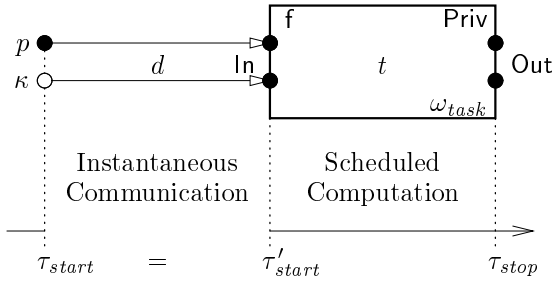 f Priv
p
d In t Out
κ
ω_task
Instantaneous Scheduled
Communication Computation
τ_start = τ′_start τ_stop